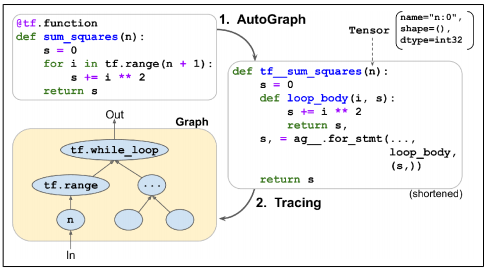 @tf.function
def sum_squares(n):
    s = 0
    for i in tf.range(n + 1):
        s += i ** 2
    return s
1. AutoGraph
Tensor
name="n:0",
shape=(),
dtype=int32
def tf__sum_squares(n):
    s = 0
    def loop_body(i, s):
        s += i ** 2
        return s,
    s, = ag__.for_stmt(...,
                       loop_body,
                       (s,))
    return s
(shortened)
2. Tracing
Out
Graph
tf.while_loop
tf.range
...
n
In